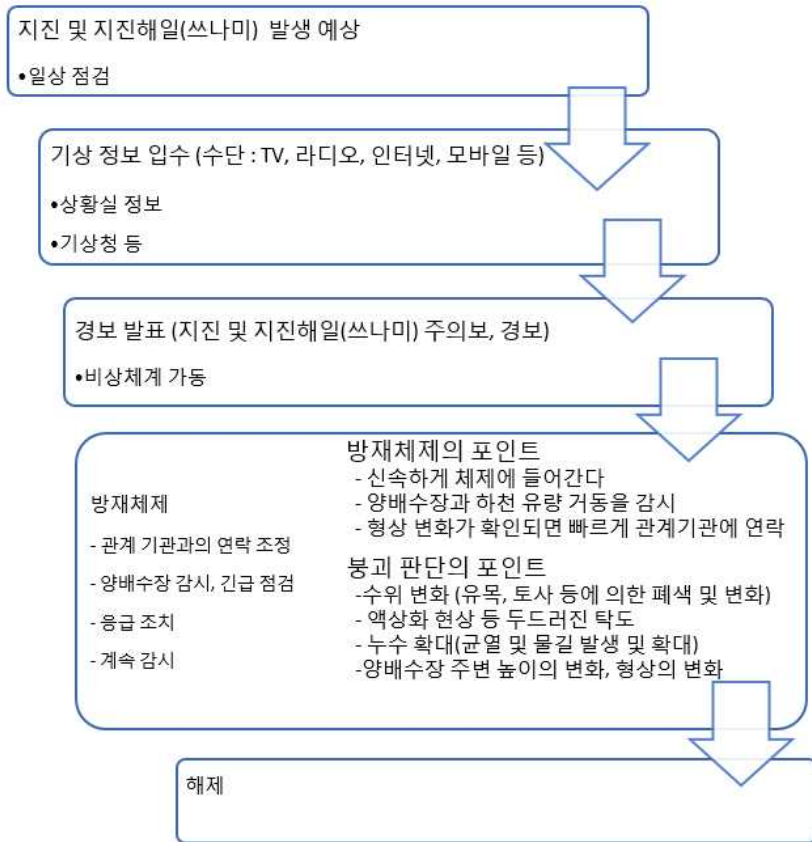 지진 및 지진해일(쓰나미) 발생 예상
•일상 점검
기상 정보 입수 (수단 : TV, 라디오, 인터넷, 모바일 등)
•상황실 정보
•기상청 등
경보 발표 (지진 및 지진해일(쓰나미) 주의보, 경보)
•비상체계 가동
방재체제
- 관계 기관과의 연락 조정
- 양배수장 감시, 긴급 점검
- 응급 조치
- 계속 감시
방재체제의 포인트
- 신속하게 체제에 들어간다
- 양배수장과 하천 유량 거동을 감시
- 형상 변화가 확인되면 빠르게 관계기관에 연락
붕괴 판단의 포인트
-수위 변화 (유목, 토사 등에 의한 폐색 및 변화)
- 액상화 현상 등 두드러진 탁도
- 누수 확대(균열 및 물길 발생 및 확대)
-양배수장 주변 높이의 변화, 형상의 변화
해제